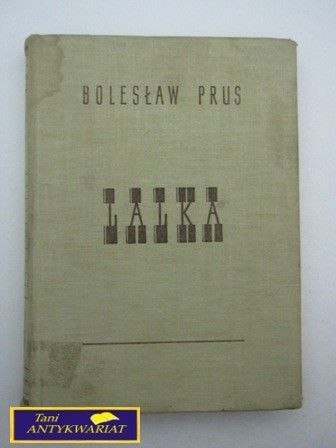 BOLESŁAW PRUS
LALKA
Tani
ANTYKWARIAT